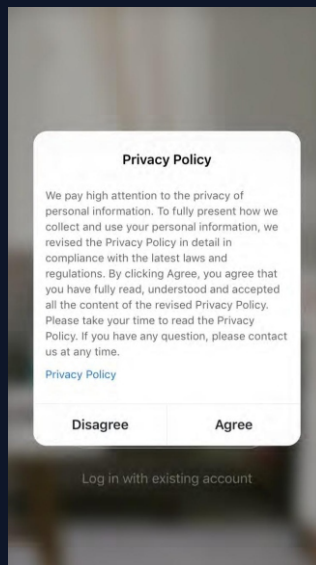 Privacy Policy
We pay high attention to the privacy of
personal information. To fully present how we
collect and use your personal information, we
revised the Privacy Policy in detail in
compliance with the latest laws and
regulations. By clicking Agree, you agree that
you have fully read, understood and accepted
all the content of the revised Privacy Policy.
Please take your time to read the Privacy
Policy. If you have any question, please contact
us at any time.
Privacy Policy
Disagree Agree
Log in with existing account